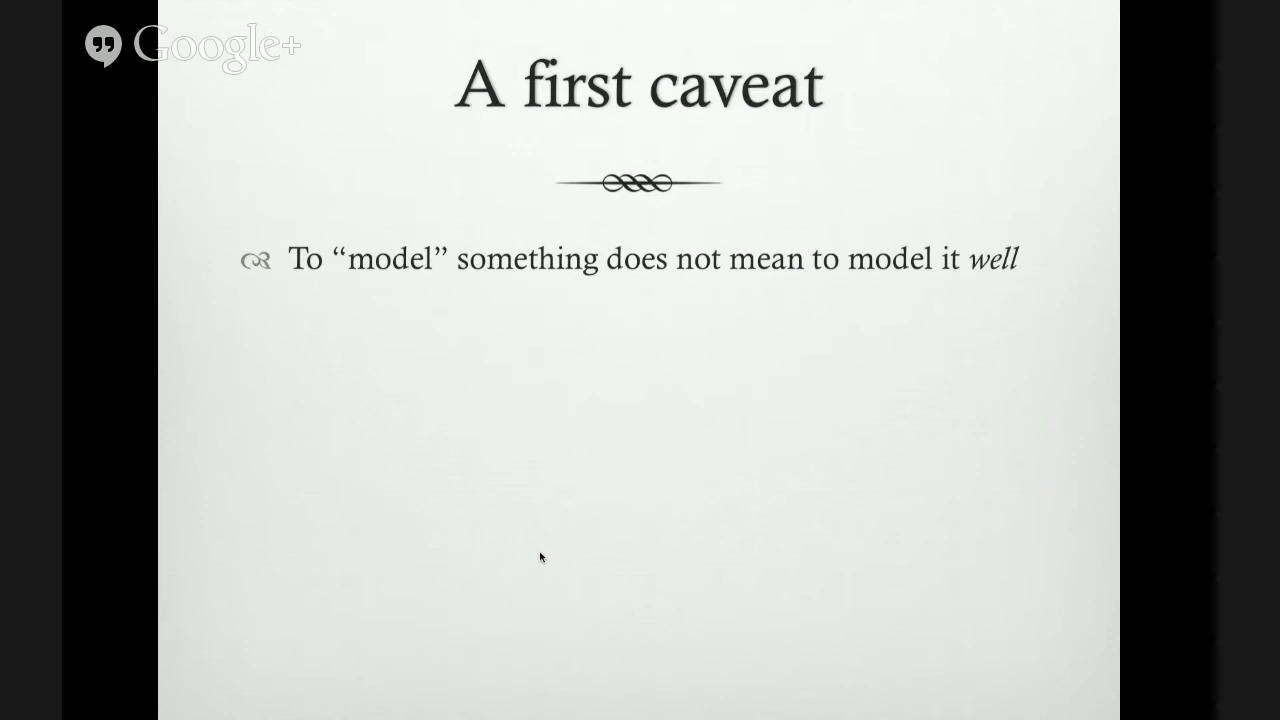 Google+
A first caveat
To “model” something does not mean to model it well